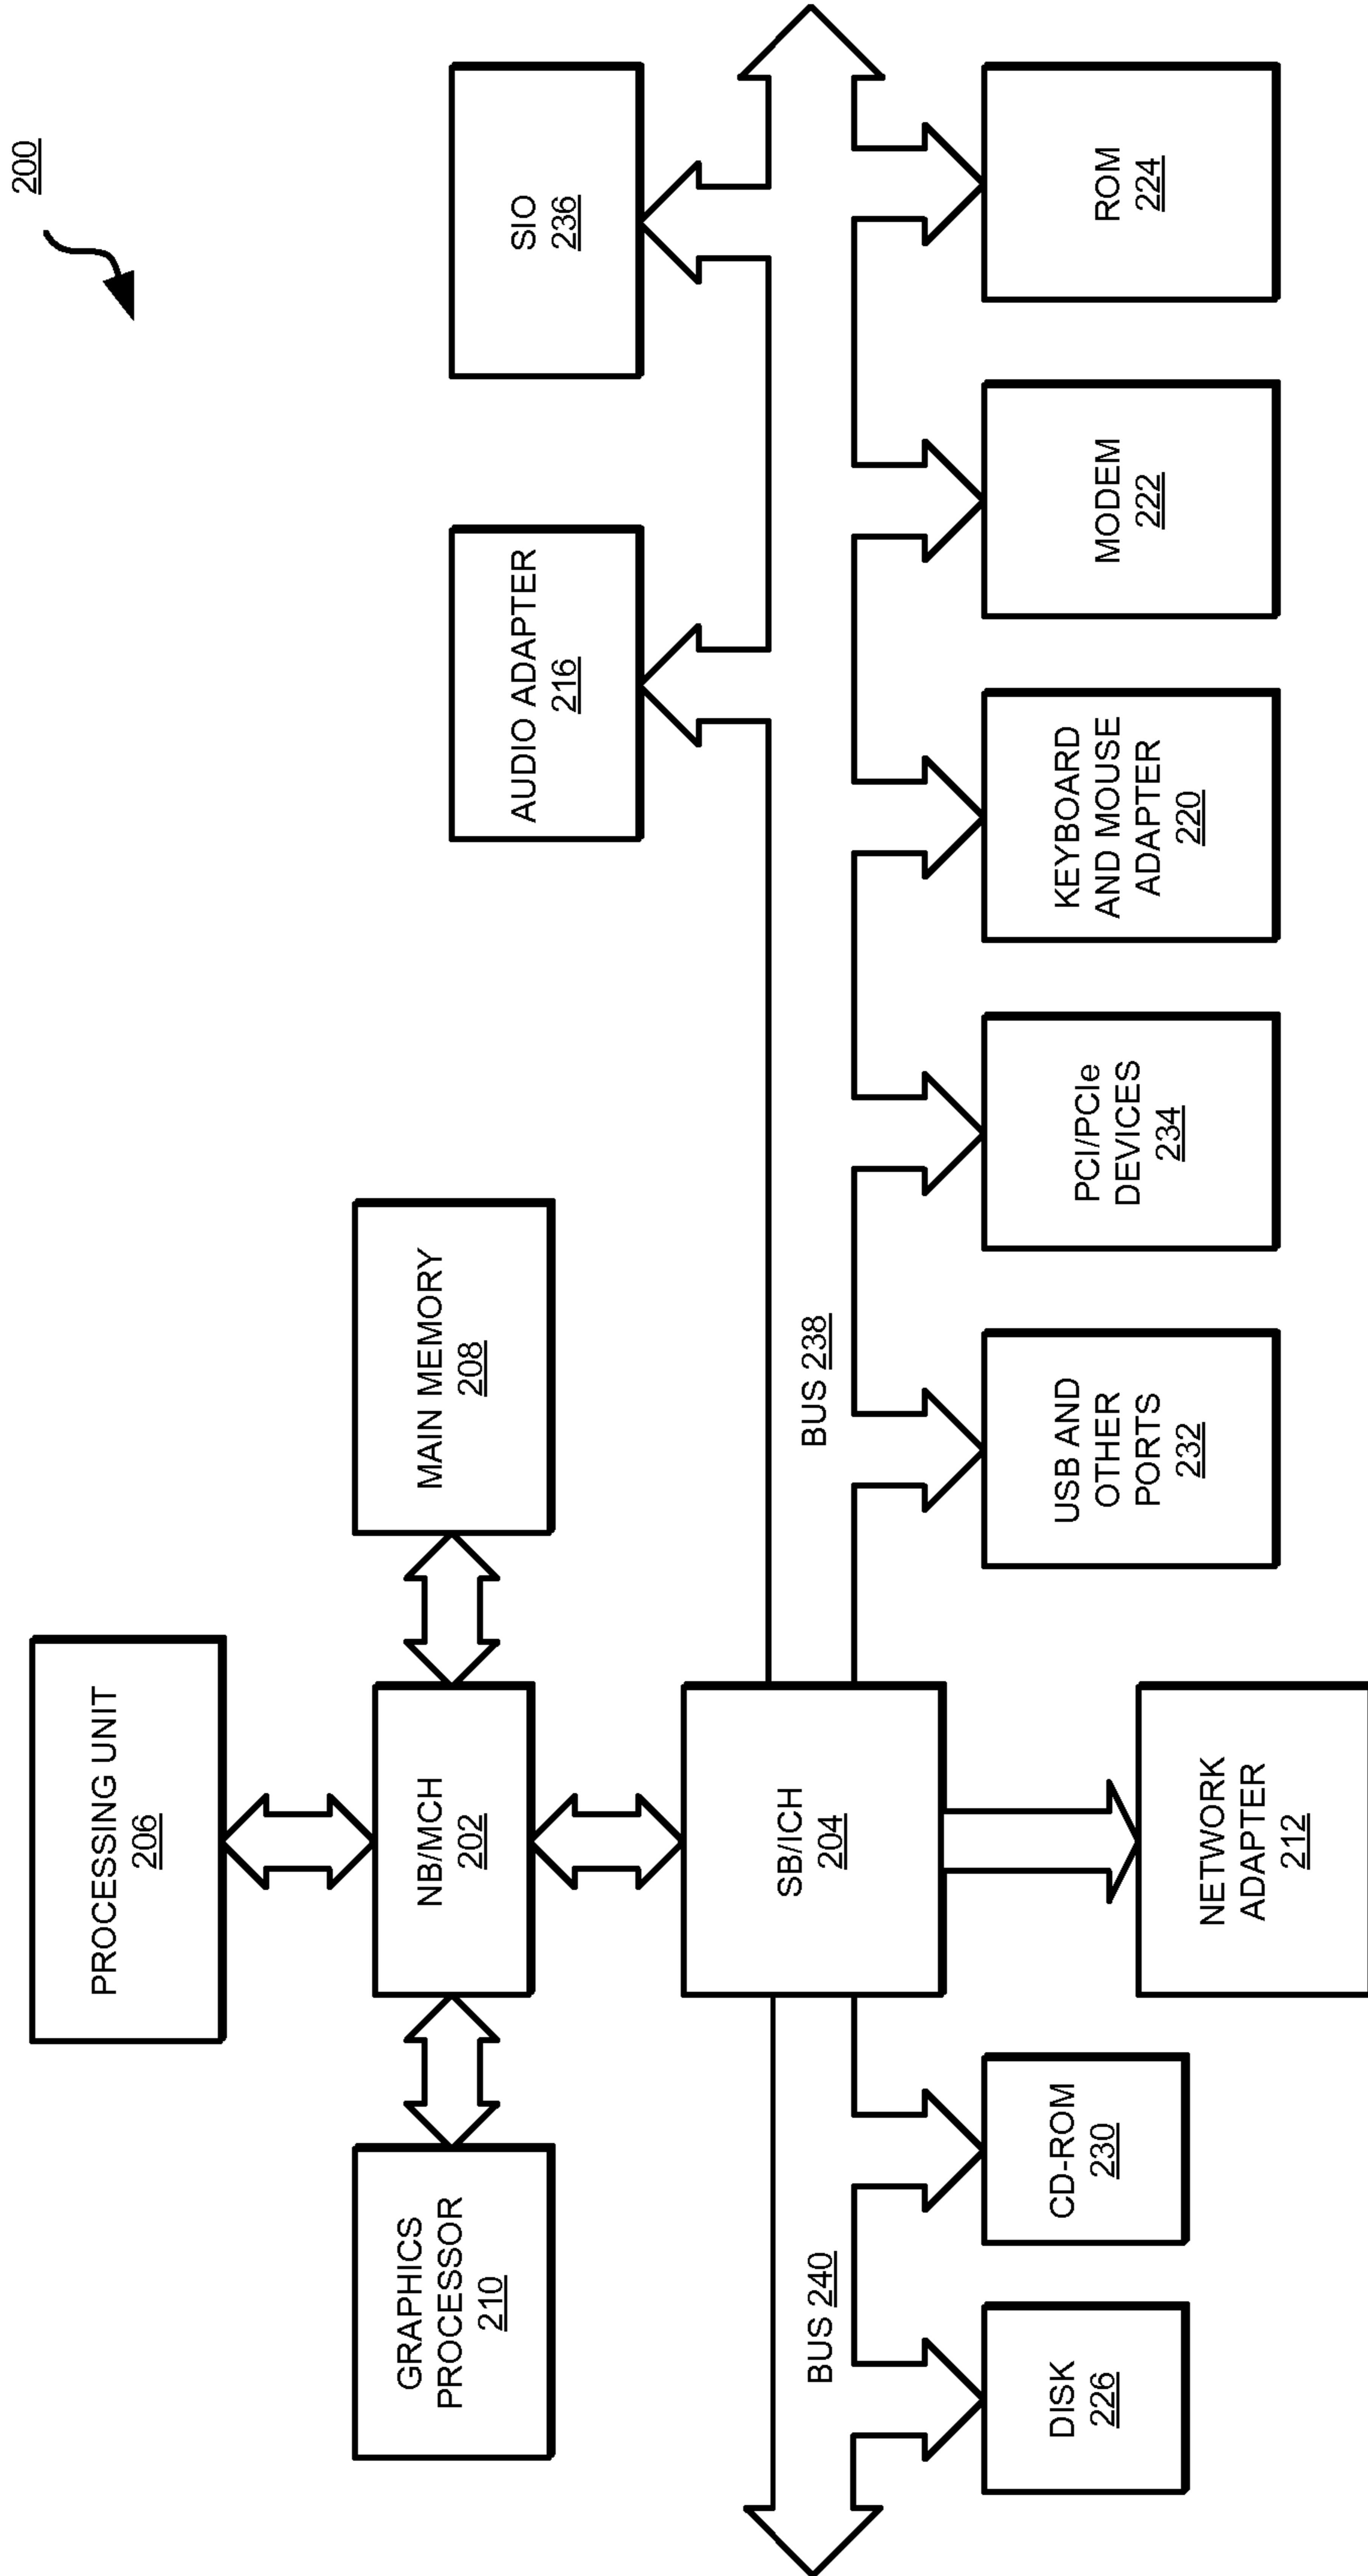 200
PROCESSING UNIT
206
GRAPHICS
PROCESSOR
210
NB/MCH
202
MAIN MEMORY
208
AUDIO ADAPTER
216
SIO
236
SB/ICH
204
BUS 240
BUS 238
DISK
226
CD-ROM
230
NETWORK
ADAPTER
212
USB AND
OTHER
PORTS
232
PCI/PCIe
DEVICES
234
KEYBOARD
AND MOUSE
ADAPTER
220
MODEM
222
ROM
224